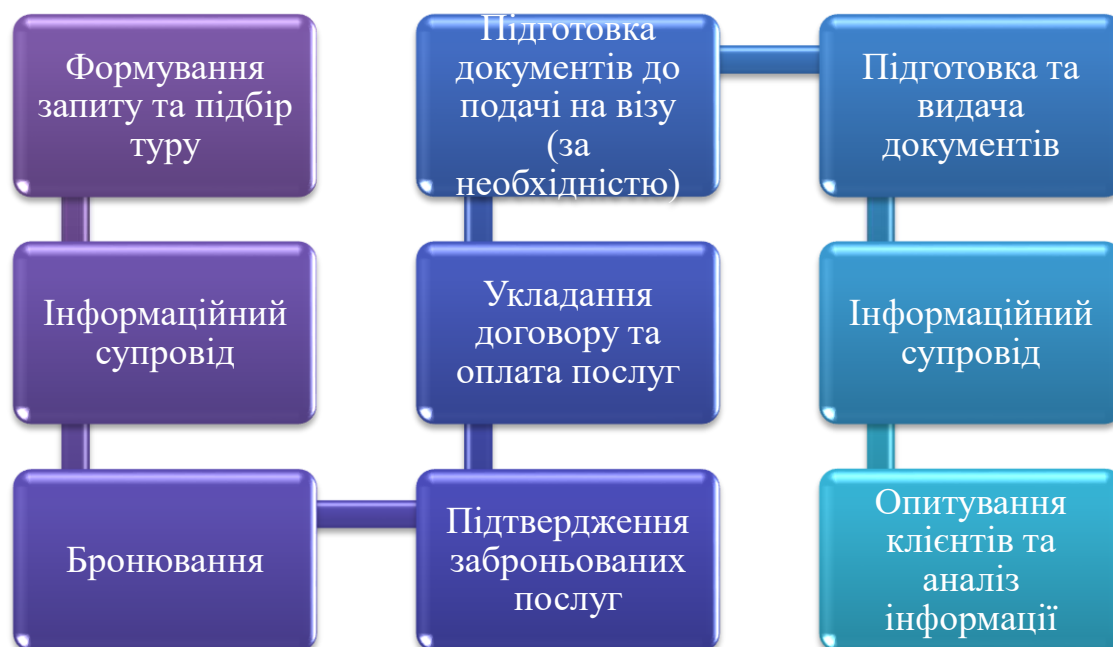 Формування
запиту та підбір
туру
Інформаційний
супровід
Бронювання
Підтвердження
заброньованих
послуг
Укладання
договору та
оплата послуг
Підготовка
документів до
подачі на візу
(за
необхідністю)
Підготовка та
видача
документів
Інформаційний
супровід
Опитування
клієнтів та
аналіз
інформації